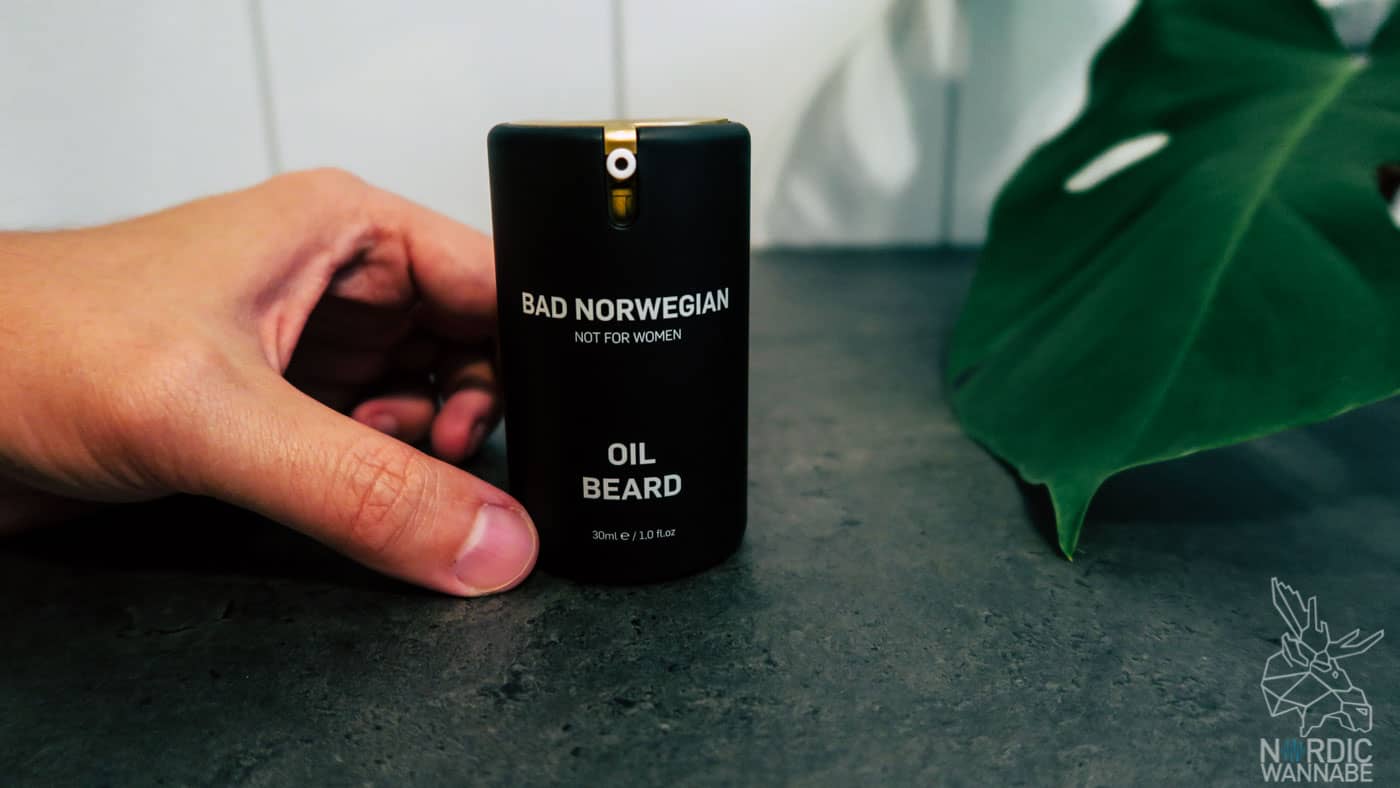 BAD NORWEGIAN
NOT FOR WOMEN
OIL
BEARD
30ml ℮ / 1,0 fl.oz
NORDIC
WANNABE